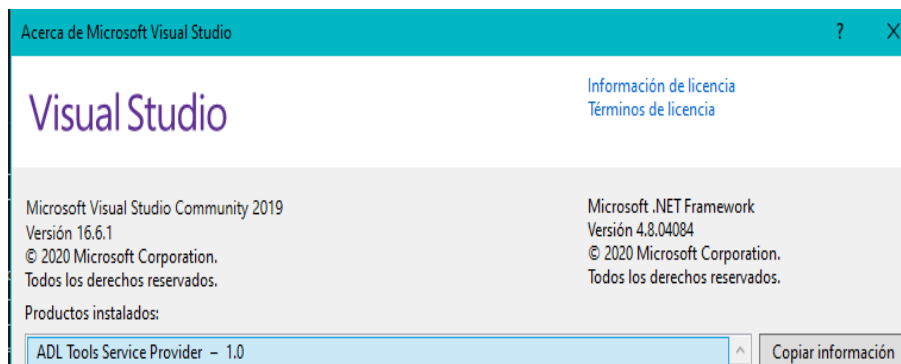 Acerca de Microsoft Visual Studio
?
X
Visual Studio
Información de licencia
Términos de licencia
Microsoft Visual Studio Community 2019
Versión 16.6.1
© 2020 Microsoft Corporation.
Todos los derechos reservados.
Microsoft .NET Framework
Versión 4.8.04084
© 2020 Microsoft Corporation.
Todos los derechos reservados.
Productos instalados:
ADL Tools Service Provider – 1.0
Copiar información